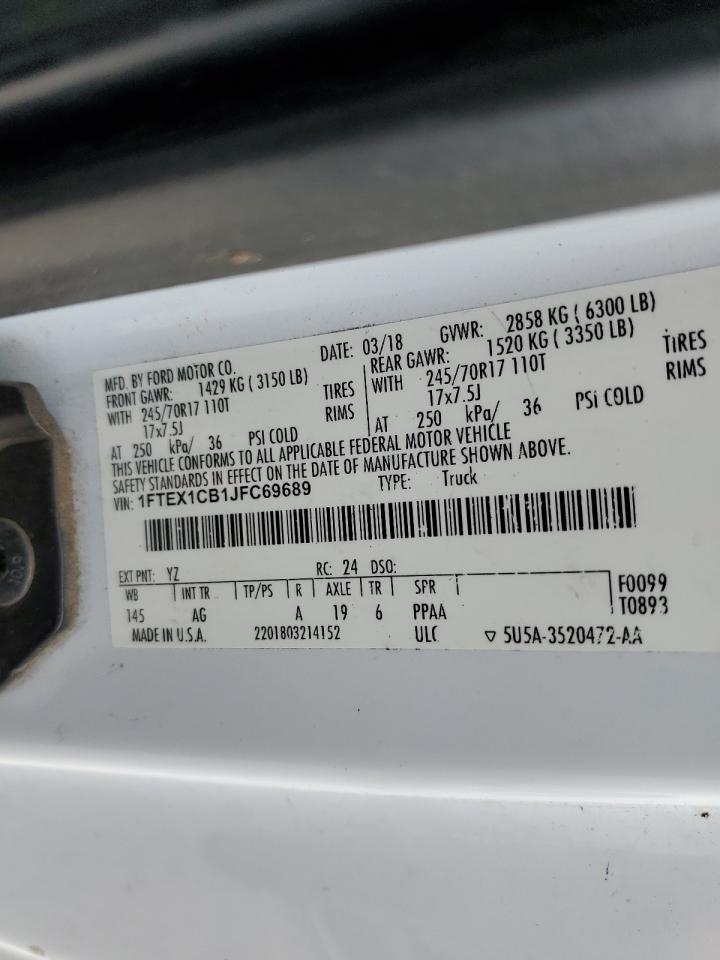 MFD. BY FORD MOTOR CO. DATE: 03/18 GVWR: 2858 KG ( 6300 LB)
FRONT GAWR: 1429 KG ( 3150 LB) REAR GAWR: 1520 KG ( 3350 LB)
WITH 245/70R17 110T TIRES WITH 245/70R17 110T TIRES
17x7.5J RIMS 17x7.5J RIMS
AT 250 kPa/ 36 PSI COLD AT 250 kPa/ 36 PSi COLD
THIS VEHICLE CONFORMS TO ALL APPLICABLE FEDERAL MOTOR VEHICLE
SAFETY STANDARDS IN EFFECT ON THE DATE OF MANUFACTURE SHOWN ABOVE.
VIN: 1FTEX1CB1JFC69689 TYPE: Truck
EXT PNT: YZ RC: 24 DSO:
WB INT TR TP/PS R AXLE TR SPR F0099
145 AG A 19 6 PPAA T0893
MADE IN U.S.A. 2201803214152 ULC ▽ 5U5A-3520472-AA